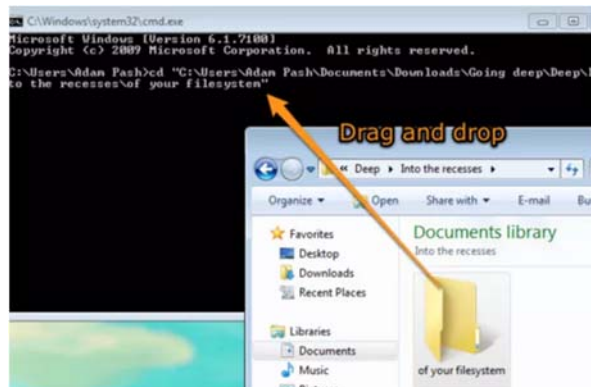 C:\Windows\system32\cmd.exe
Microsoft Windows [Version 6.1.7100]
Copyright (c) 2009 Microsoft Corporation.  All rights reserved.
C:\Users\Adam Pash>cd "C:\Users\Adam Pash\Documents\Downloads\Going deep\Deep\
to the recesses\of your filesystem"
Drag and drop
« Deep ▸ Into the recesses ▸
Organize ▾ Open Share with ▾ E-mail Bu
Favorites
Desktop
Downloads
Recent Places
Libraries
Documents
Music
Documents library
Into the recesses
of your filesystem